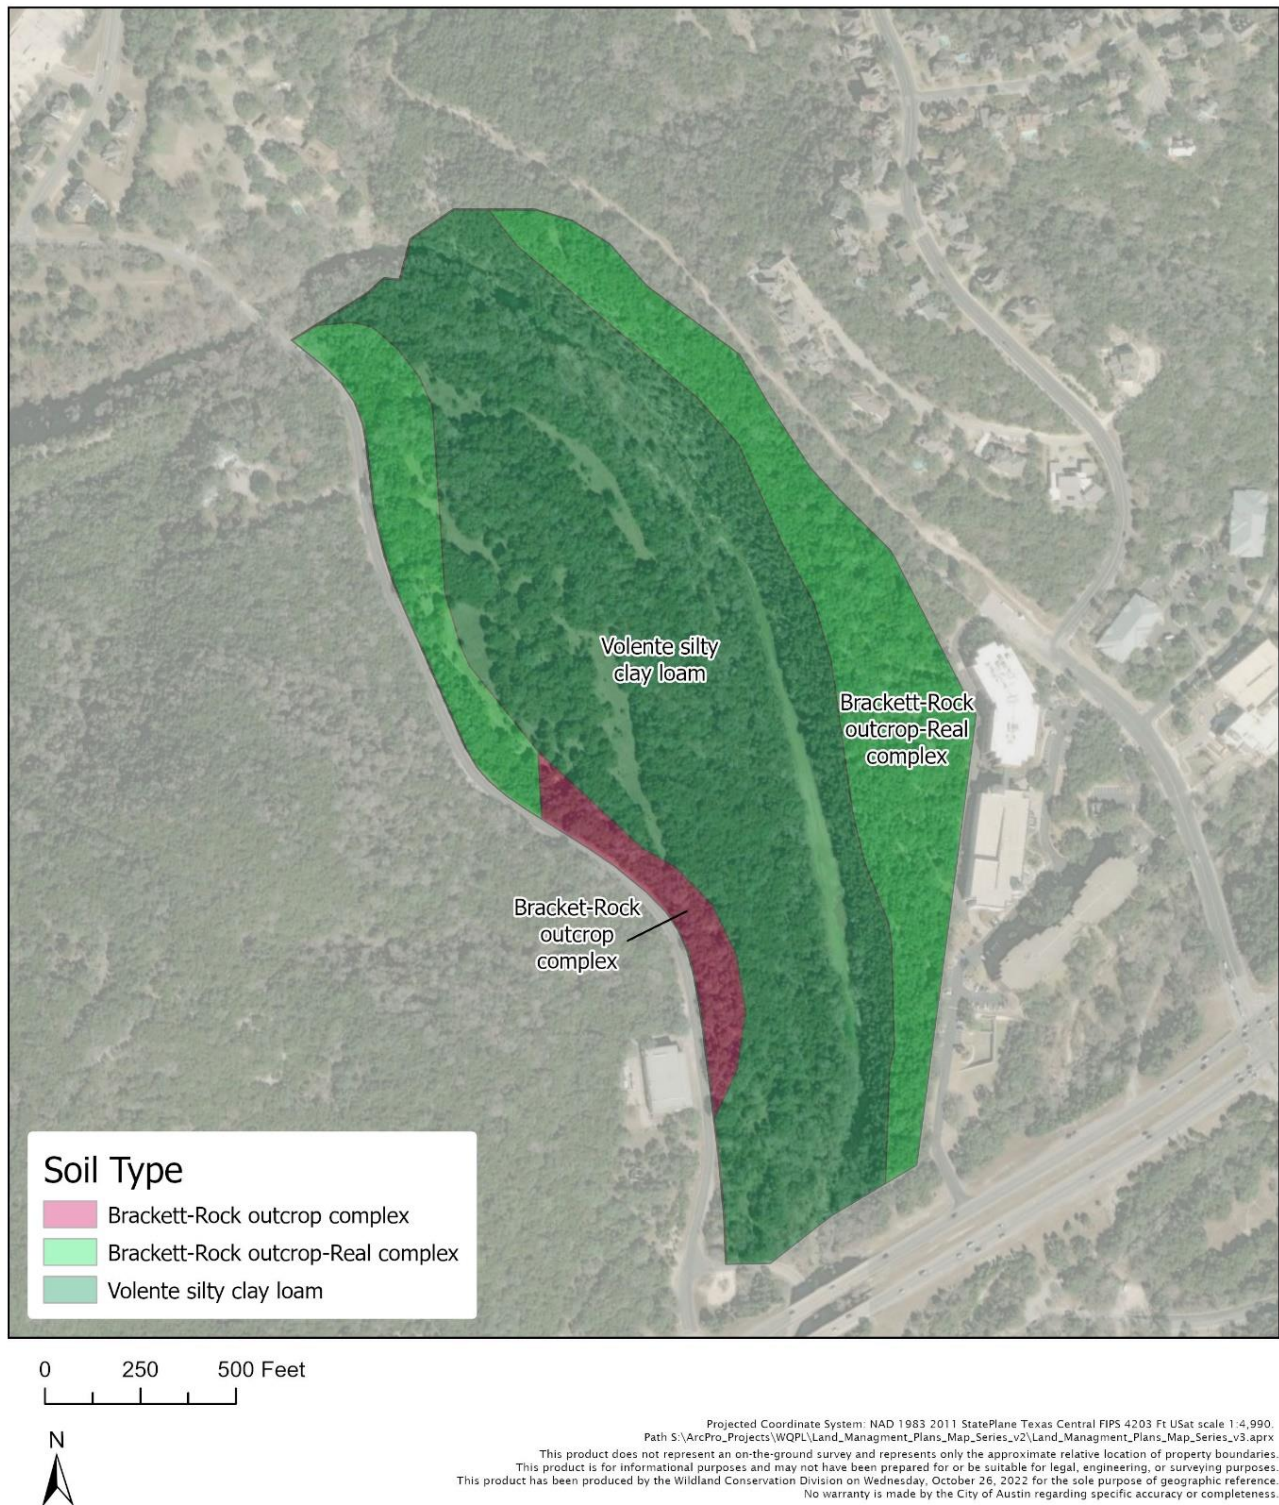 Volente silty
clay loam
Brackett-Rock
outcrop-Real
complex
Bracket-Rock
outcrop
complex
Soil Type
Brackett-Rock outcrop complex
Brackett-Rock outcrop-Real complex
Volente silty clay loam
0 250 500 Feet
N
Projected Coordinate System: NAD 1983 2011 StatePlane Texas Central FIPS 4203 Ft USat scale 1:4,990.
Path S:\ArcPro_Projects\WQPL\Land_Managment_Plans_Map_Series_v2\Land_Managment_Plans_Map_Series_v3.aprx
This product does not represent an on-the-ground survey and represents only the approximate relative location of property boundaries.
This product is for informational purposes and may not have been prepared for or be suitable for legal, engineering, or surveying purposes.
This product has been produced by the Wildland Conservation Division on Wednesday, October 26, 2022 for the sole purpose of geographic reference.
No warranty is made by the City of Austin regarding specific accuracy or completeness.